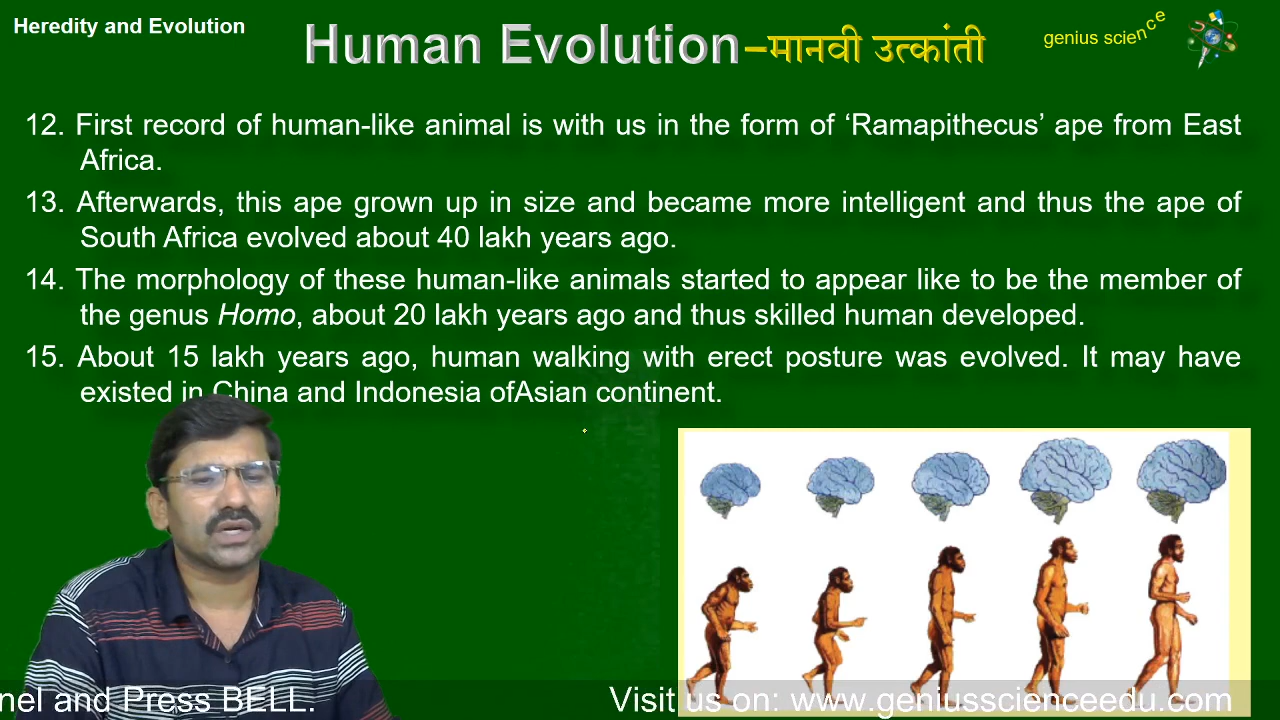 Heredity and Evolution
Human Evolution–मानवी उत्कांती
genius science
12. First record of human-like animal is with us in the form of ‘Ramapithecus’ ape from East
Africa.
13. Afterwards, this ape grown up in size and became more intelligent and thus the ape of
South Africa evolved about 40 lakh years ago.
14. The morphology of these human-like animals started to appear like to be the member of
the genus Homo, about 20 lakh years ago and thus skilled human developed.
15. About 15 lakh years ago, human walking with erect posture was evolved. It may have
existed in China and Indonesia ofAsian continent.
nel and Press BELL. Visit us on: www.geniusscienceedu.com